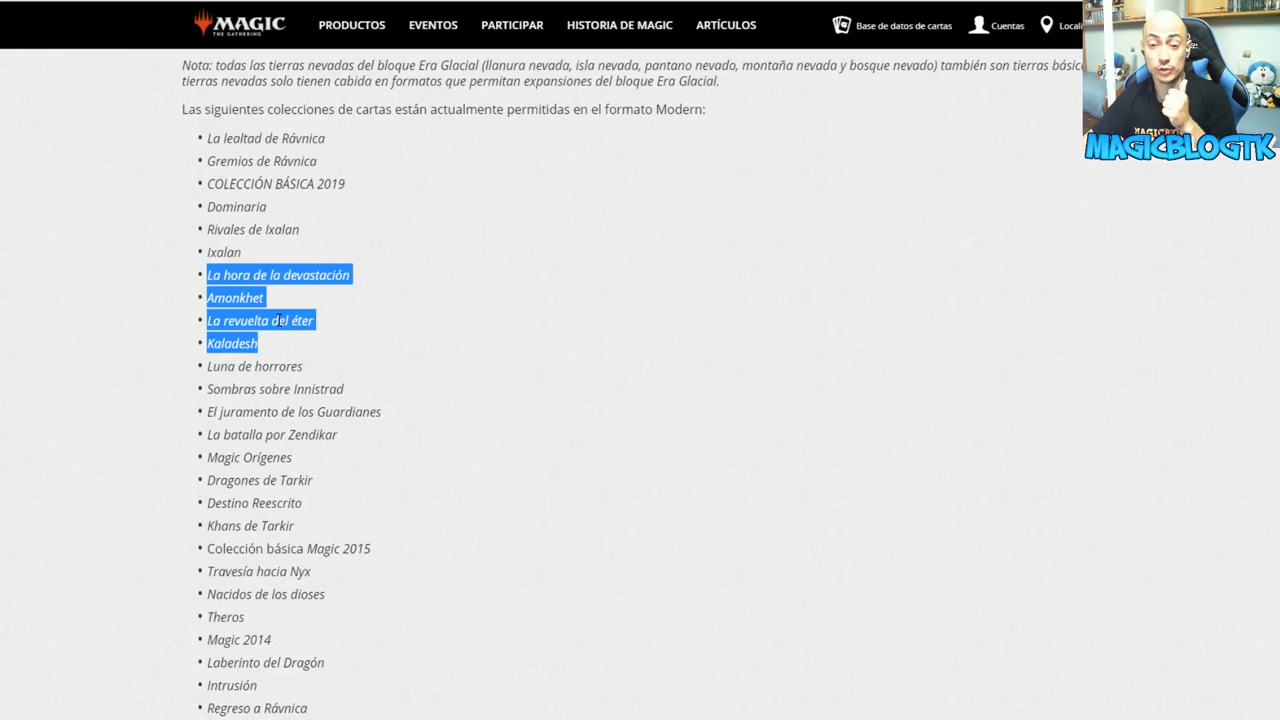 MAGIC
THE GATHERING
PRODUCTOS
EVENTOS
PARTICIPAR
HISTORIA DE MAGIC
ARTÍCULOS
Base de datos de cartas
Cuentas
Nota: todas las tierras nevadas del bloque Era Glacial (llanura nevada, isla nevada, pantano nevado, montaña nevada y bosque nevado) también son tierras
tierras nevadas solo tienen cabida en formatos que permitan expansiones del bloque Era Glacial.
Las siguientes colecciones de cartas están actualmente permitidas en el formato Modern:
• La lealtad de Rávnica
• Gremios de Rávnica
• COLECCIÓN BÁSICA 2019
• Dominaria
• Rivales de Ixalan
• Ixalan
• La hora de la devastación
• Amonkhet
• La revuelta del éter
• Kaladesh
• Luna de horrores
• Sombras sobre Innistrad
• El juramento de los Guardianes
• La batalla por Zendikar
• Magic Orígenes
• Dragones de Tarkir
• Destino Reescrito
• Khans de Tarkir
• Colección básica Magic 2015
• Travesía hacia Nyx
• Nacidos de los dioses
• Theros
• Magic 2014
• Laberinto del Dragón
• Intrusión
• Regreso a Rávnica
MAGICBLOGTK